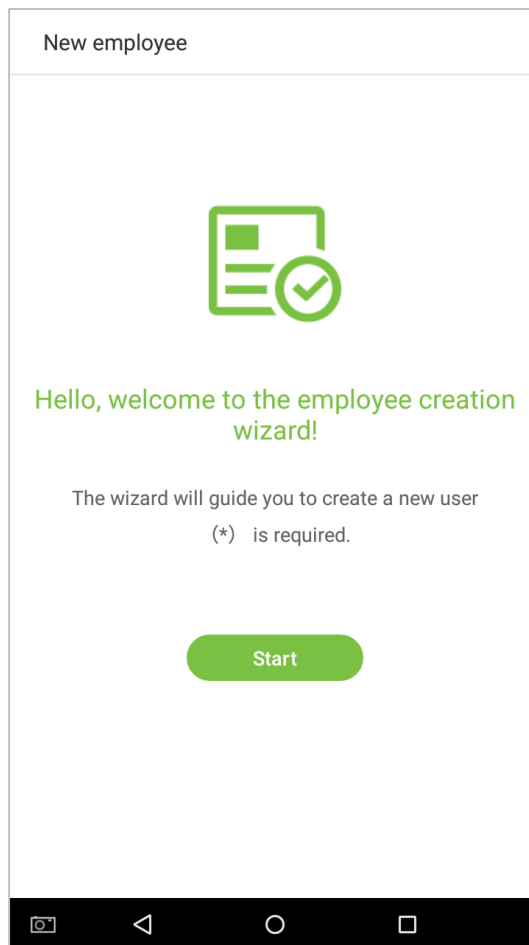 New employee
Hello, welcome to the employee creation
wizard!
The wizard will guide you to create a new user
(*) is required.
Start